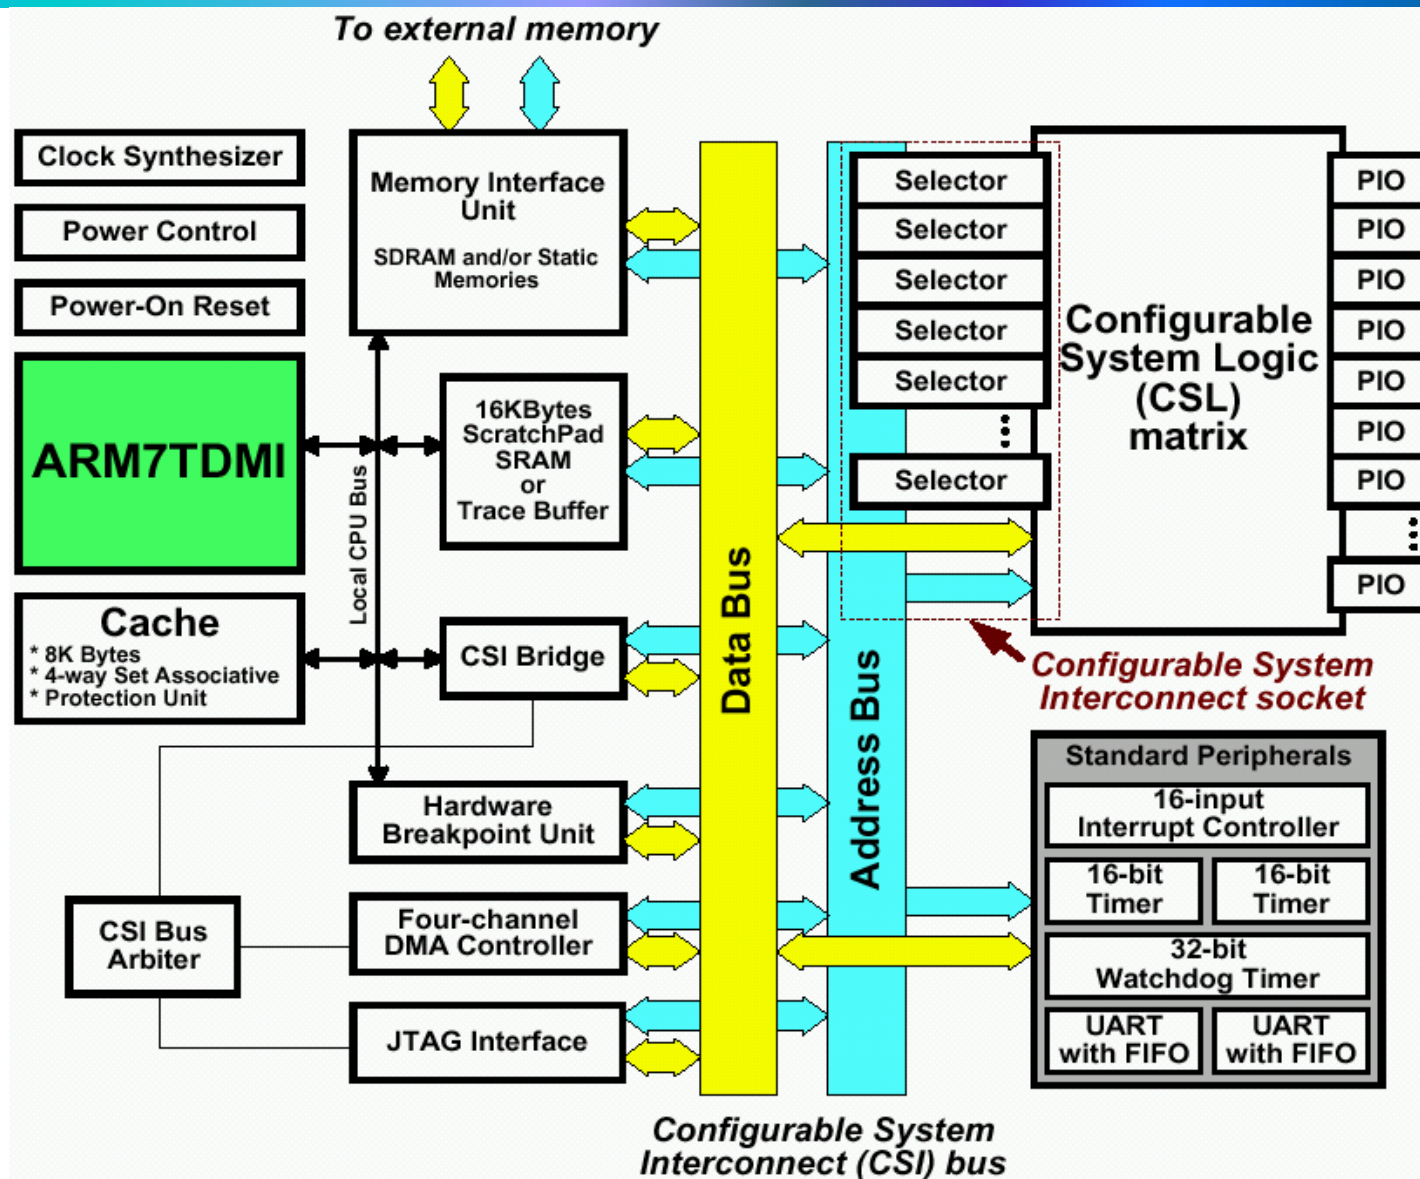 To external memory
Clock Synthesizer
Power Control
Power-On Reset
ARM7TDMI
Cache
* 8K Bytes
* 4-way Set Associative
* Protection Unit
Local CPU Bus
Memory Interface
Unit
SDRAM and/or Static
Memories
16KBytes
ScratchPad
SRAM
or
Trace Buffer
CSI Bridge
Hardware
Breakpoint Unit
CSI Bus
Arbiter
Four-channel
DMA Controller
JTAG Interface
Data Bus
Address Bus
Selector
Selector
Selector
Selector
Selector
Selector
Configurable
System Logic
(CSL)
matrix
PIO
PIO
PIO
PIO
PIO
PIO
PIO
PIO
Configurable System
Interconnect socket
Standard Peripherals
16-input
Interrupt Controller
16-bit
Timer
16-bit
Timer
32-bit
Watchdog Timer
UART
with FIFO
UART
with FIFO
Configurable System
Interconnect (CSI) bus